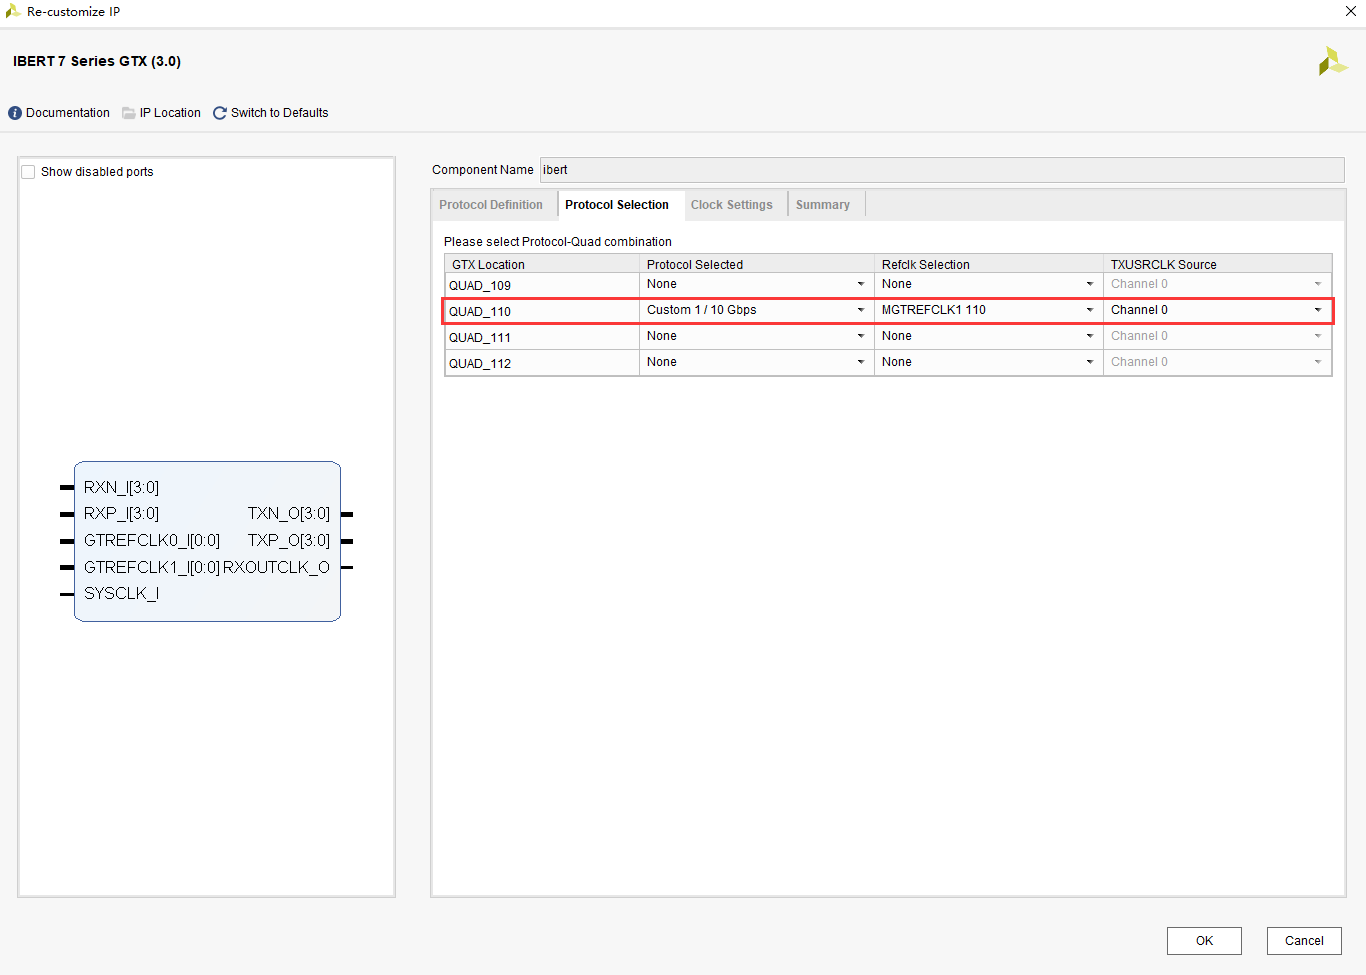 Re-customize IP
IBERT 7 Series GTX (3.0)
Documentation IP Location Switch to Defaults
Show disabled ports
RXN_I[3:0]
RXP_I[3:0] TXN_O[3:0]
GTREFCLK0_I[0:0] TXP_O[3:0]
GTREFCLK1_I[0:0] RXOUTCLK_O
SYSCLK_I
Component Name ibert
Protocol Definition Protocol Selection Clock Settings Summary
Please select Protocol-Quad combination
GTX Location Protocol Selected Refclk Selection TXUSRCLK Source
QUAD_109 None None Channel 0
QUAD_110 Custom 1 / 10 Gbps MGTREFCLK1 110 Channel 0
QUAD_111 None None Channel 0
QUAD_112 None None Channel 0
OK Cancel